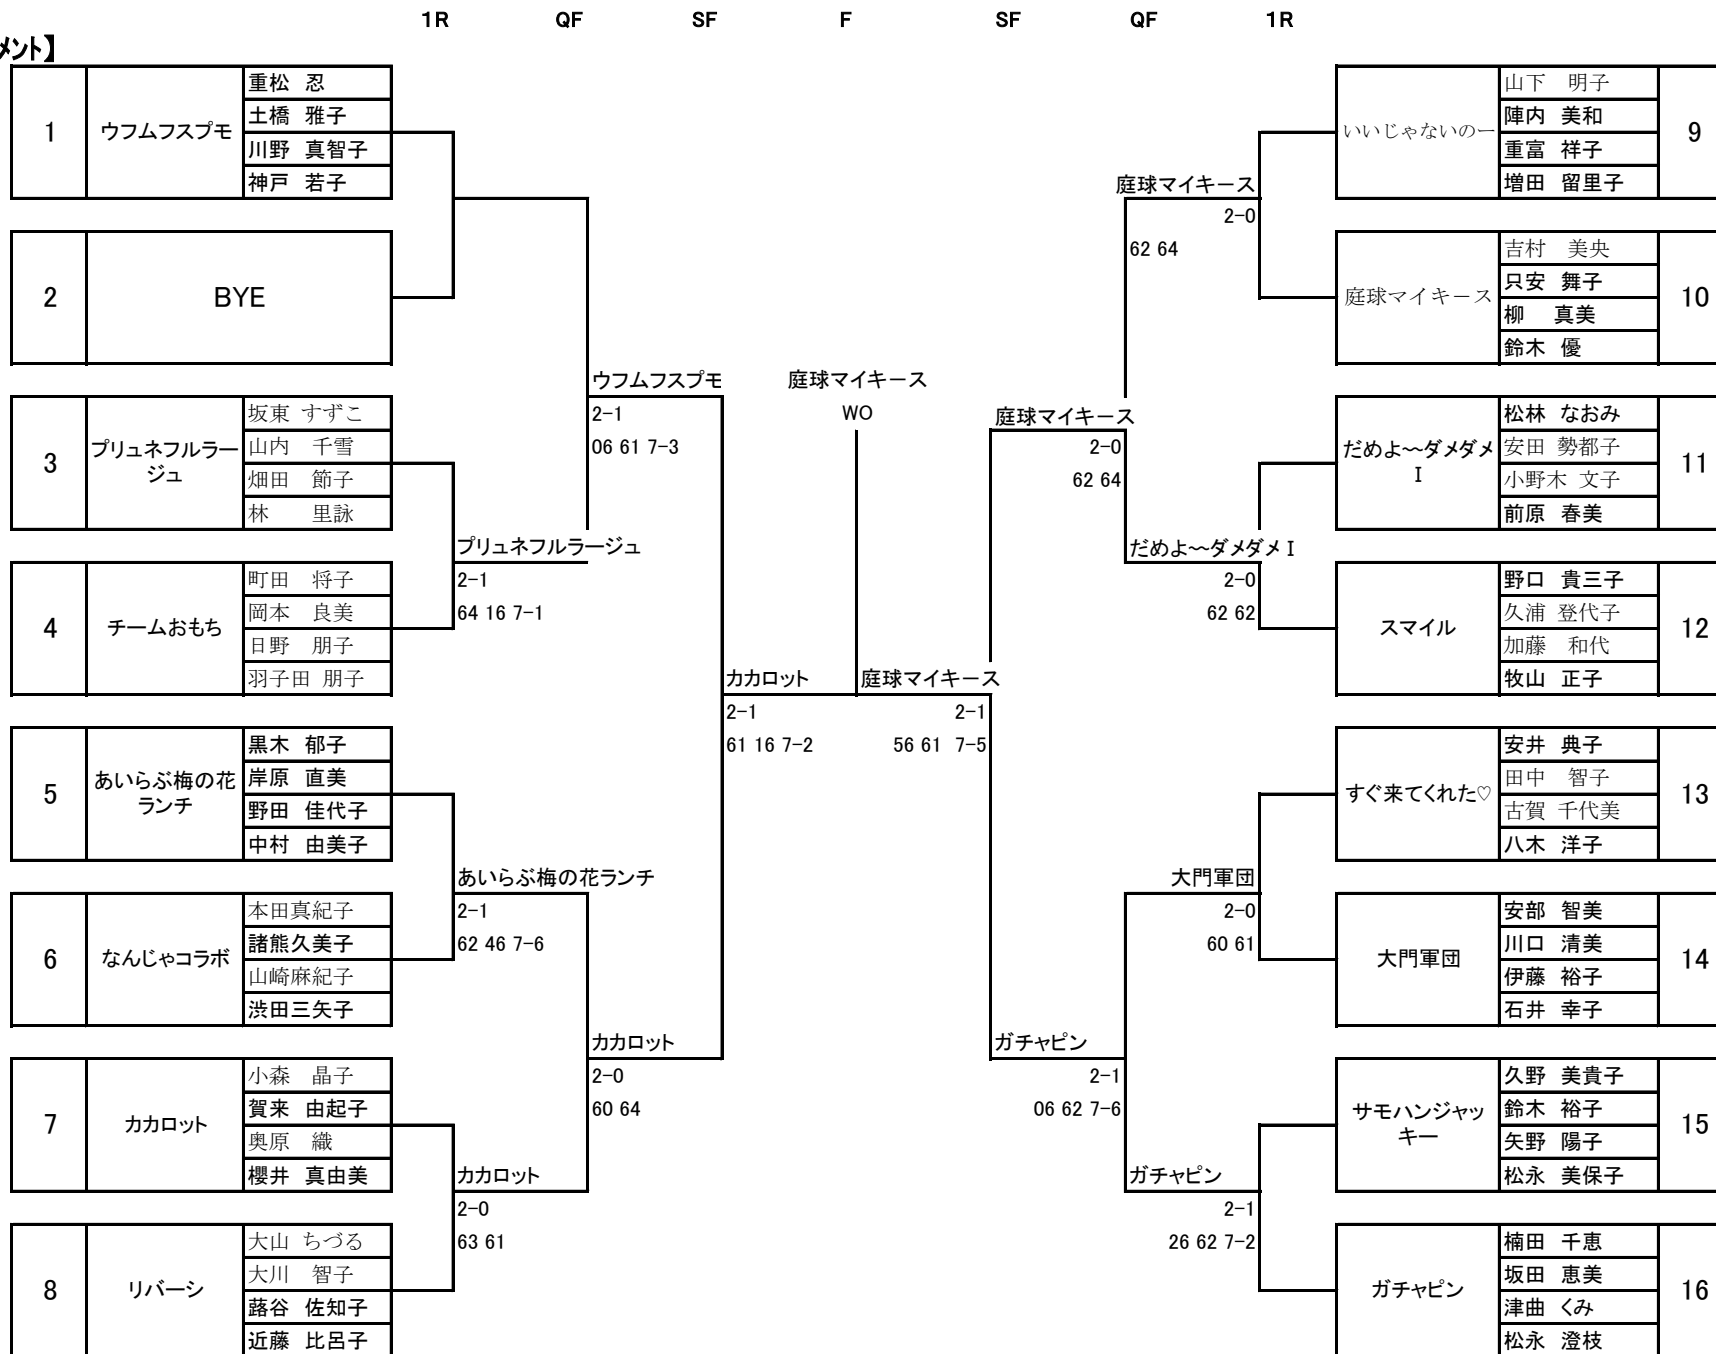 1R QF SF F SF QF 1R
メント】
1 ウフムフスプモ
重松 忍
土橋 雅子
川野 真智子
神戸 若子
2 BYE
3 プリュネフルラー
ジュ
坂東 すずこ
山内 千雪
畑田 節子
林 里詠
4 チームおもち
町田 将子
岡本 良美
日野 朋子
羽子田 朋子
5 あいらぶ梅の花
ランチ
黒木 郁子
岸原 直美
野田 佳代子
中村 由美子
6 なんじゃコラボ
本田真紀子
諸熊久美子
山崎麻紀子
渋田三矢子
7 カカロット
小森 晶子
賀来 由起子
奥原 織
櫻井 真由美
8 リバーシ
大山 ちづる
大川 智子
蕗谷 佐知子
近藤 比呂子
プリュネフルラージュ
2-1
64 16 7-1
あいらぶ梅の花ランチ
2-1
62 46 7-6
カカロット
2-0
63 61
ウフムフスプモ
2-1
06 61 7-3
カカロット
2-0
60 64
カカロット
2-1
61 16 7-2
庭球マイキース
WO
庭球マイキース
2-1
56 61 7-5
庭球マイキース
2-0
62 64
ガチャピン
2-1
06 62 7-6
庭球マイキース
2-0
62 64
だめよ~~ダメダメⅠ
2-0
62 62
大門軍団
2-0
60 61
ガチャピン
2-1
26 62 7-2
いいじゃないのー
山下 明子
陣内 美和
重富 祥子
増田 留里子
9
庭球マイキース
吉村 美央
只安 舞子
柳 真美
鈴木 優
10
だめよ~~ダメダメ
Ⅰ
松林 なおみ
安田 勢都子
小野木 文子
前原 春美
11
スマイル
野口 貴三子
久浦 登代子
加藤 和代
牧山 正子
12
すぐ来てくれた♡
安井 典子
田中 智子
古賀 千代美
八木 洋子
13
大門軍団
安部 智美
川口 清美
伊藤 裕子
石井 幸子
14
サモハンジャッ
キー
久野 美貴子
鈴木 裕子
矢野 陽子
松永 美保子
15
ガチャピン
楠田 千恵
坂田 恵美
津曲 くみ
松永 澄枝
16